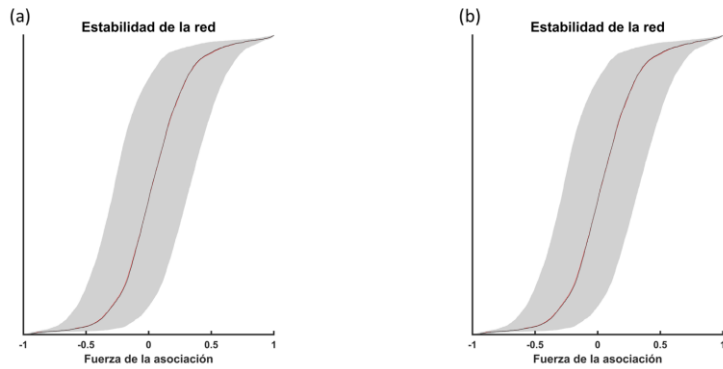 (a)
Estabilidad de la red
-1 -0.5 0 0.5 1
Fuerza de la asociación
(b)
Estabilidad de la red
-1 -0.5 0 0.5 1
Fuerza de la asociación